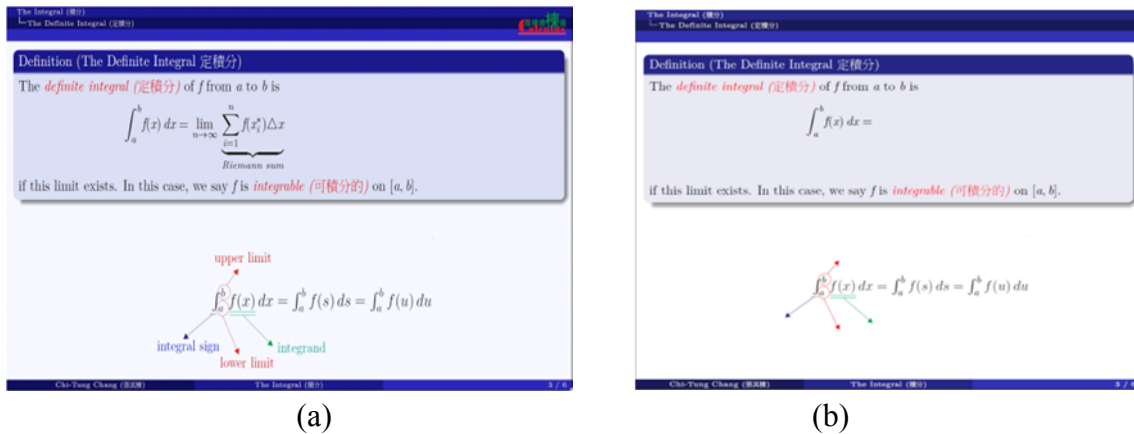 The Integral (積分)
The Definite Integral (定積分)
Calculus
Definition (The Definite Integral 定積分)
The definite integral (定積分) of f from a to b is
∫_a^b f(x) dx = lim_{n→∞} ∑_{i=1}^n f(x_i^*)△x
Riemann sum
if this limit exists. In this case, we say f is integrable (可積分的) on [a, b].
upper limit
∫_a^b f(x) dx = ∫_a^b f(s) ds = ∫_a^b f(u) du
integral sign
integrand
lower limit
Chi-Tung Chang (張其棟) The Integral (積分) 3 / 6
(a)
The Integral (積分)
The Definite Integral (定積分)
Definition (The Definite Integral 定積分)
The definite integral (定積分) of f from a to b is
∫_a^b f(x) dx =
if this limit exists. In this case, we say f is integrable (可積分的) on [a, b].
∫_a^b f(x) dx = ∫_a^b f(s) ds = ∫_a^b f(u) du
Chi-Tung Chang (張其棟) The Integral (積分) 3 / 6
(b)